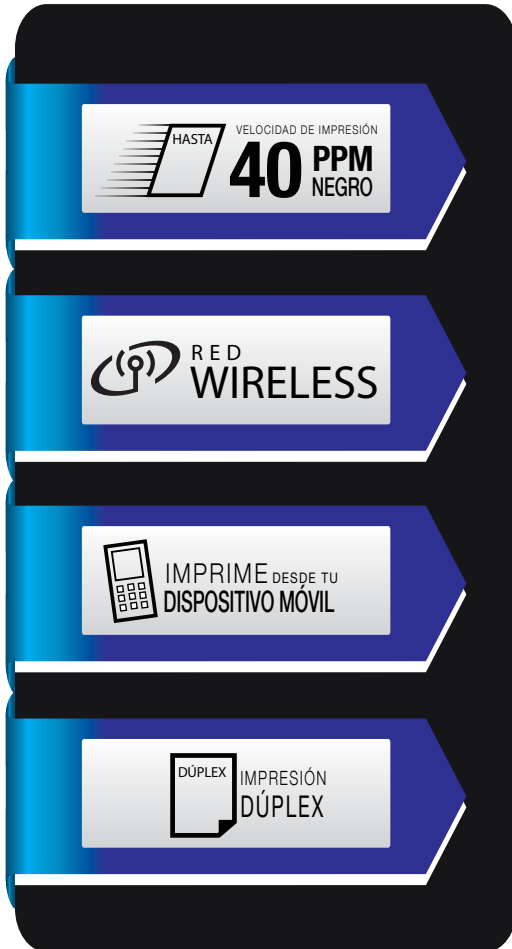 HASTA
VELOCIDAD DE IMPRESIÓN
40 PPM
NEGRO
RED
WIRELESS
IMPRIME DESDE TU
DISPOSITIVO MÓVIL
DÚPLEX
IMPRESIÓN
DÚPLEX